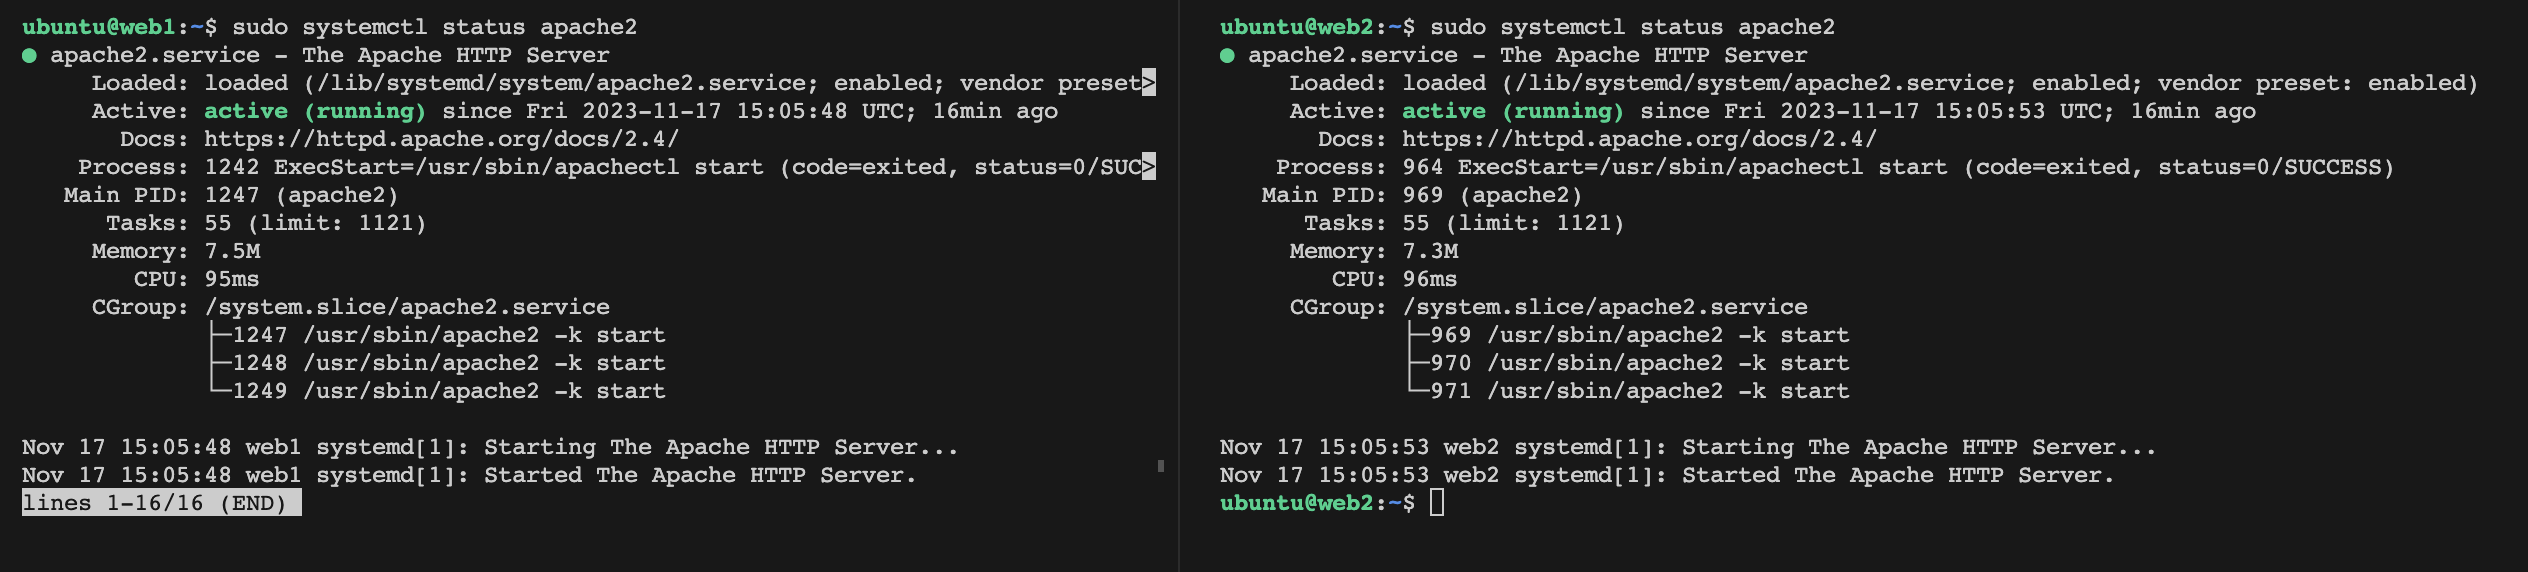 ubuntu@web1:~$ sudo systemctl status apache2
● apache2.service - The Apache HTTP Server
     Loaded: loaded (/lib/systemd/system/apache2.service; enabled; vendor preset>
     Active: active (running) since Fri 2023-11-17 15:05:48 UTC; 16min ago
       Docs: https://httpd.apache.org/docs/2.4/
    Process: 1242 ExecStart=/usr/sbin/apachectl start (code=exited, status=0/SUC>
   Main PID: 1247 (apache2)
      Tasks: 55 (limit: 1121)
     Memory: 7.5M
        CPU: 95ms
     CGroup: /system.slice/apache2.service
             ├─1247 /usr/sbin/apache2 -k start
             ├─1248 /usr/sbin/apache2 -k start
             └─1249 /usr/sbin/apache2 -k start

Nov 17 15:05:48 web1 systemd[1]: Starting The Apache HTTP Server...
Nov 17 15:05:48 web1 systemd[1]: Started The Apache HTTP Server.
lines 1-16/16 (END)
ubuntu@web2:~$ sudo systemctl status apache2
● apache2.service - The Apache HTTP Server
     Loaded: loaded (/lib/systemd/system/apache2.service; enabled; vendor preset: enabled)
     Active: active (running) since Fri 2023-11-17 15:05:53 UTC; 16min ago
       Docs: https://httpd.apache.org/docs/2.4/
    Process: 964 ExecStart=/usr/sbin/apachectl start (code=exited, status=0/SUCCESS)
   Main PID: 969 (apache2)
      Tasks: 55 (limit: 1121)
     Memory: 7.3M
        CPU: 96ms
     CGroup: /system.slice/apache2.service
             ├─969 /usr/sbin/apache2 -k start
             ├─970 /usr/sbin/apache2 -k start
             └─971 /usr/sbin/apache2 -k start

Nov 17 15:05:53 web2 systemd[1]: Starting The Apache HTTP Server...
Nov 17 15:05:53 web2 systemd[1]: Started The Apache HTTP Server.
ubuntu@web2:~$